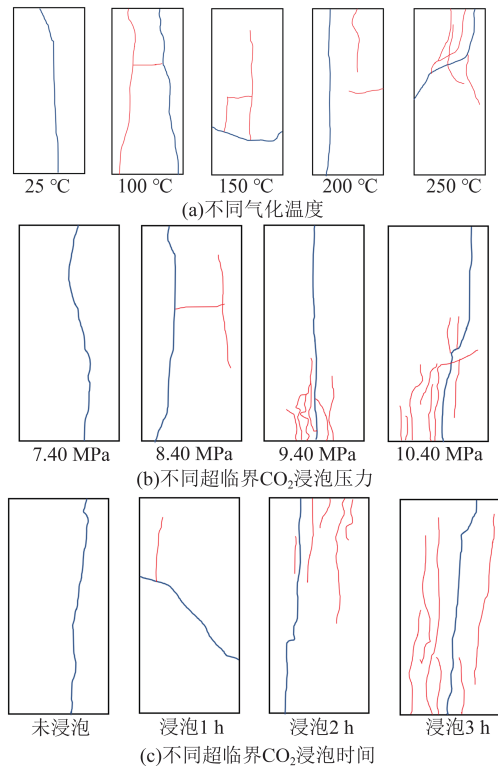 25 ℃ 100 ℃ 150 ℃ 200 ℃ 250 ℃
(a)不同气化温度
7.40 MPa 8.40 MPa 9.40 MPa 10.40 MPa
(b)不同超临界CO₂浸泡压力
未浸泡 浸泡1 h 浸泡2 h 浸泡3 h
(c)不同超临界CO₂浸泡时间